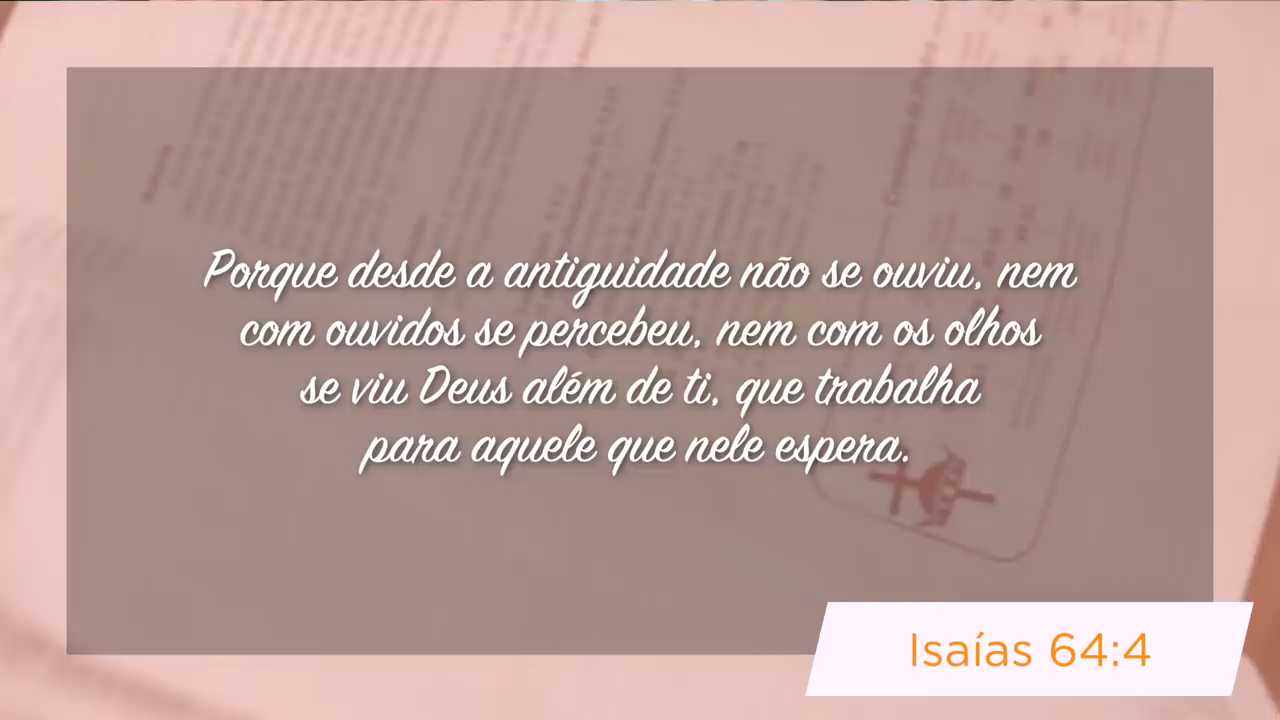 Porque desde a antiguidade não se ouviu, nem
com ouvidos se percebeu, nem com os olhos
se viu Deus além de ti, que trabalha
para aquele que nele espera.
Isaías 64:4